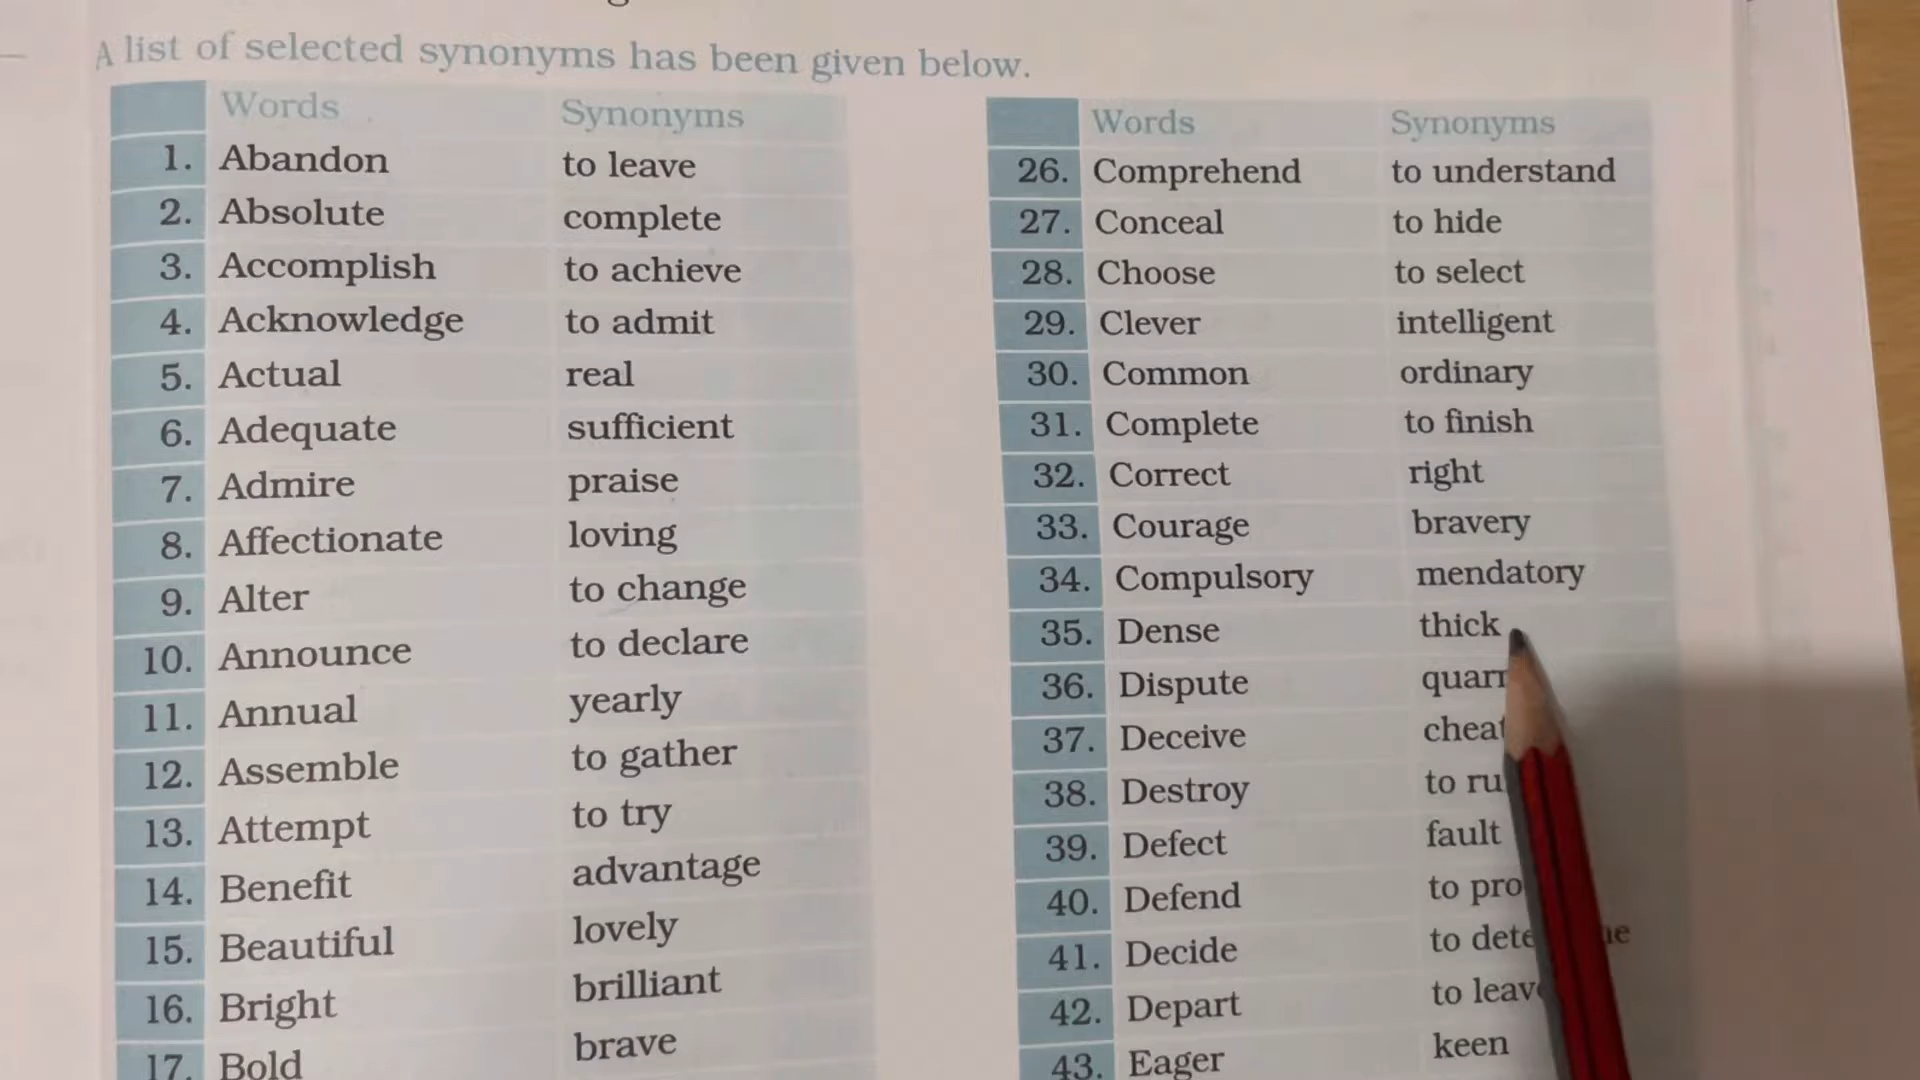 A list of selected synonyms has been given below.
Words Synonyms
1. Abandon to leave
2. Absolute complete
3. Accomplish to achieve
4. Acknowledge to admit
5. Actual real
6. Adequate sufficient
7. Admire praise
8. Affectionate loving
9. Alter to change
10. Announce to declare
11. Annual yearly
12. Assemble to gather
13. Attempt to try
14. Benefit advantage
15. Beautiful lovely
16. Bright brilliant
17. Bold brave
Words Synonyms
26. Comprehend to understand
27. Conceal to hide
28. Choose to select
29. Clever intelligent
30. Common ordinary
31. Complete to finish
32. Correct right
33. Courage bravery
34. Compulsory mendatory
35. Dense thick
36. Dispute
37. Deceive cheat
38. Destroy to
39. Defect fault
40. Defend to
41. Decide to
42. Depart to leave
43. Eager keen